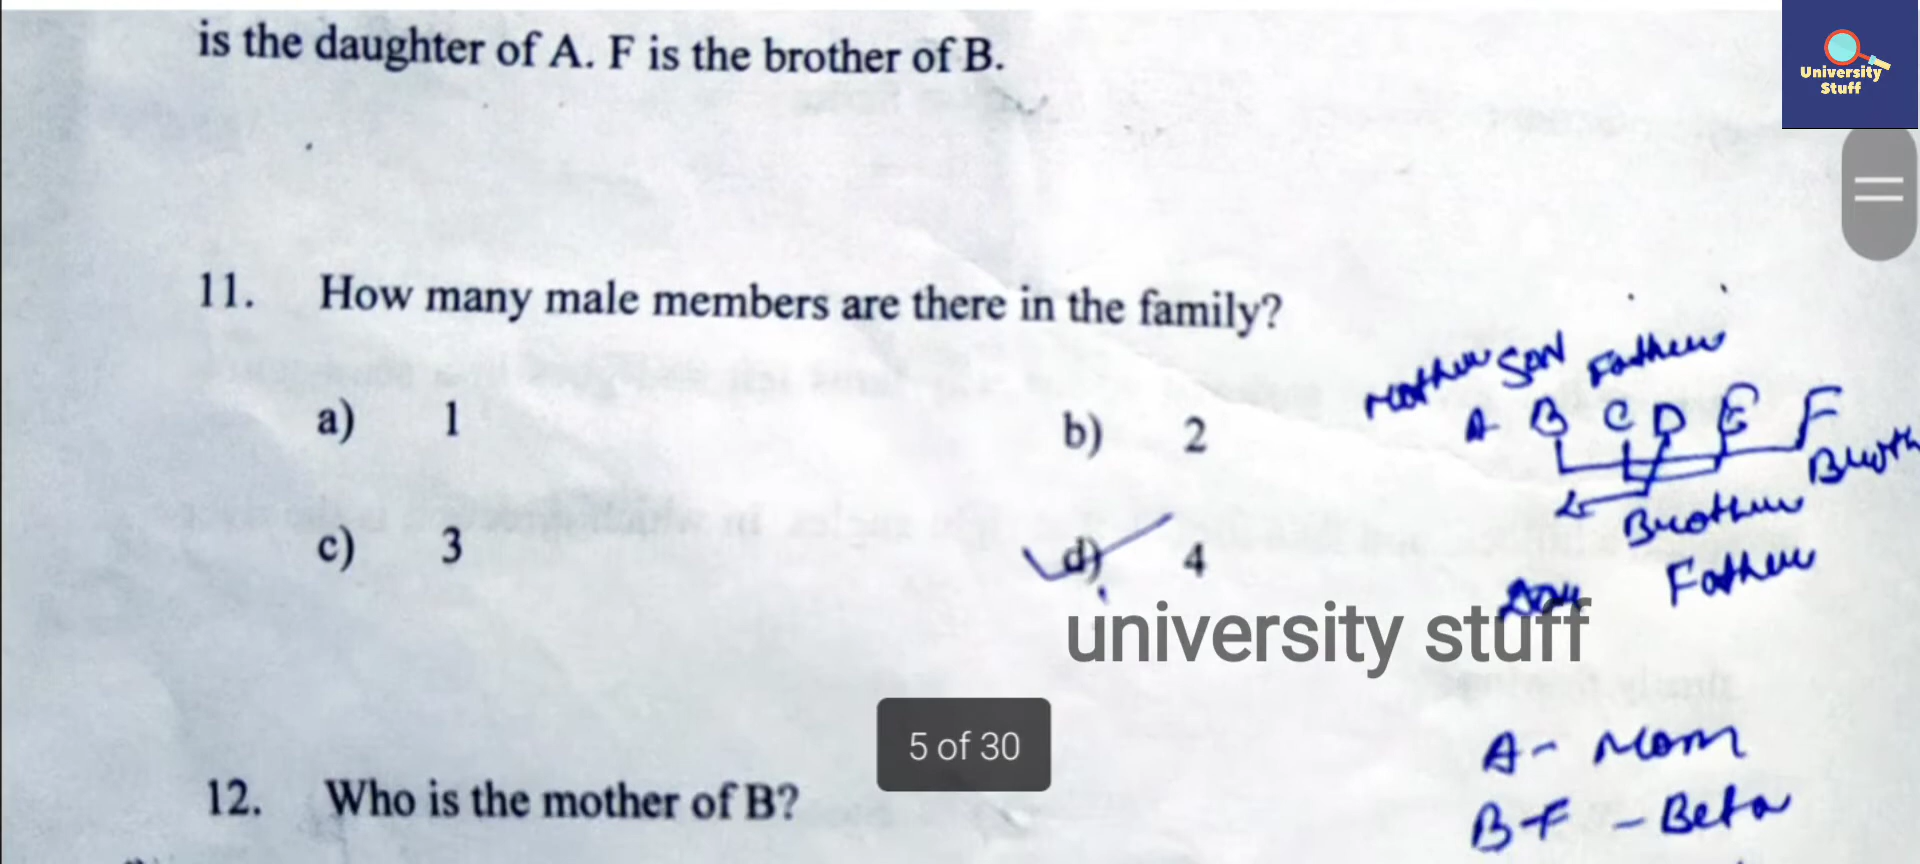 is the daughter of A. F is the brother of B.
University
Stuff
11. How many male members are there in the family?
Mother Son Father
a) 1 b) 2
A B C D E F
c) 3 d) 4
Brother
Father
university stuff
5 of 30
A - Mom
12. Who is the mother of B?
BF - Beta